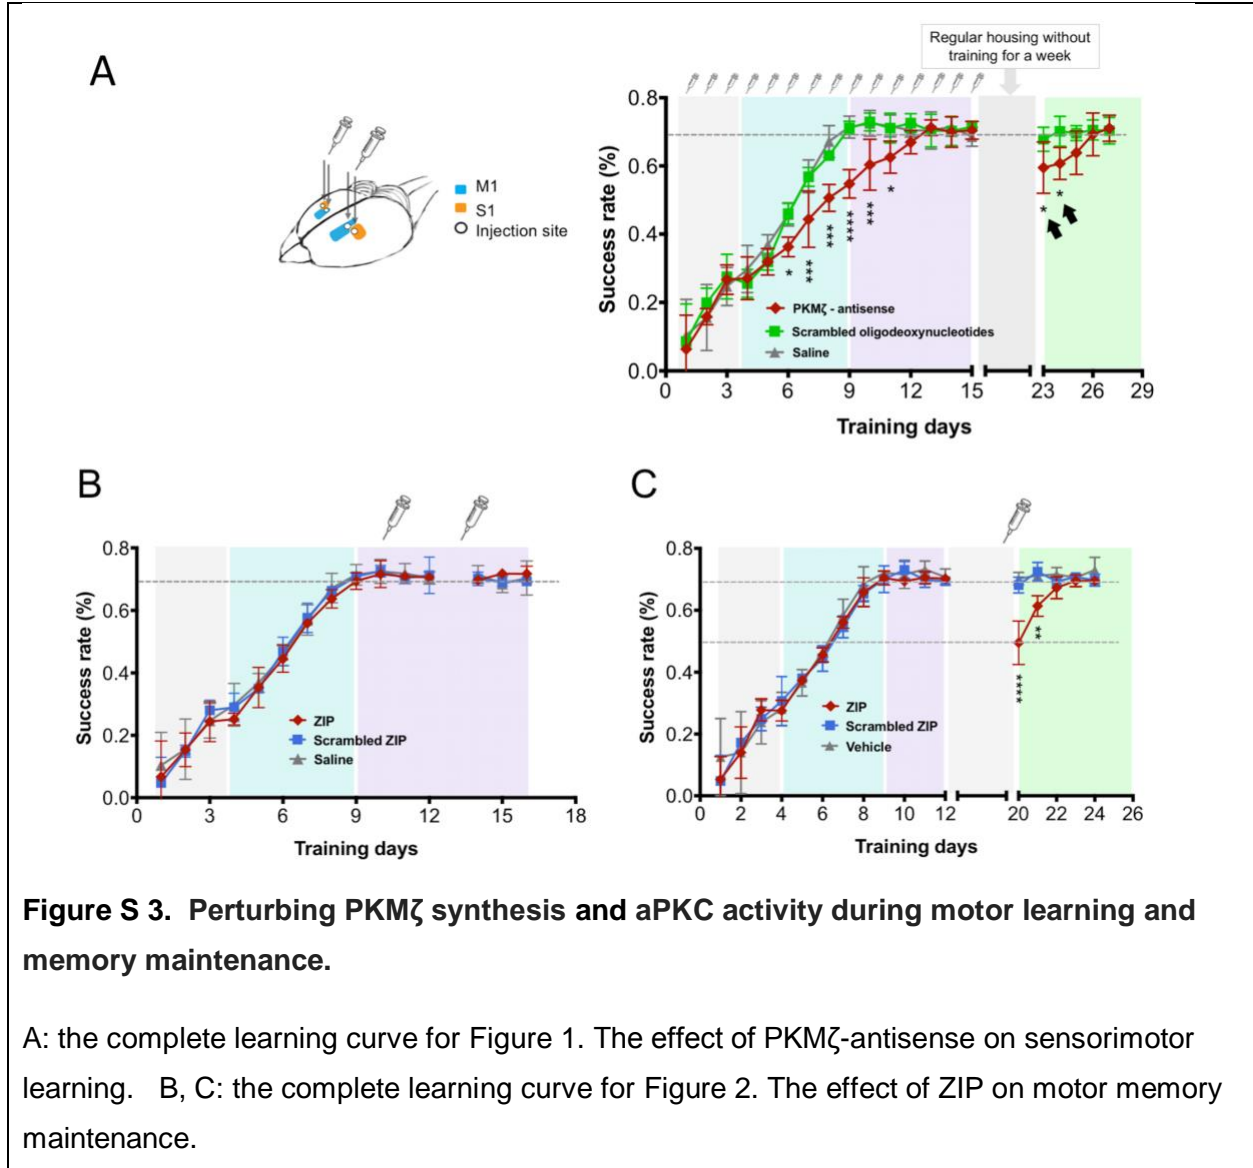 A
Regular housing without
training for a week
M1
S1
Injection site
Success rate (%)
0.8
0.6
0.4
0.2
0.0
* *** *** **** *** *
* *
PKMζ - antisense
Scrambled oligodeoxynucleotides
Saline
0 3 6 9 12 15 23 26 29
Training days
B
Success rate (%)
0.8
0.6
0.4
0.2
0.0
ZIP
Scrambled ZIP
Saline
0 3 6 9 12 15 18
Training days
C
Success rate (%)
0.8
0.6
0.4
0.2
0.0
**** **
ZIP
Scrambled ZIP
Vehicle
0 2 4 6 8 10 12 20 22 24 26
Training days
Figure S 3. Perturbing PKMζ synthesis and aPKC activity during motor learning and
memory maintenance.
A: the complete learning curve for Figure 1. The effect of PKMζ-antisense on sensorimotor
learning. B, C: the complete learning curve for Figure 2. The effect of ZIP on motor memory
maintenance.